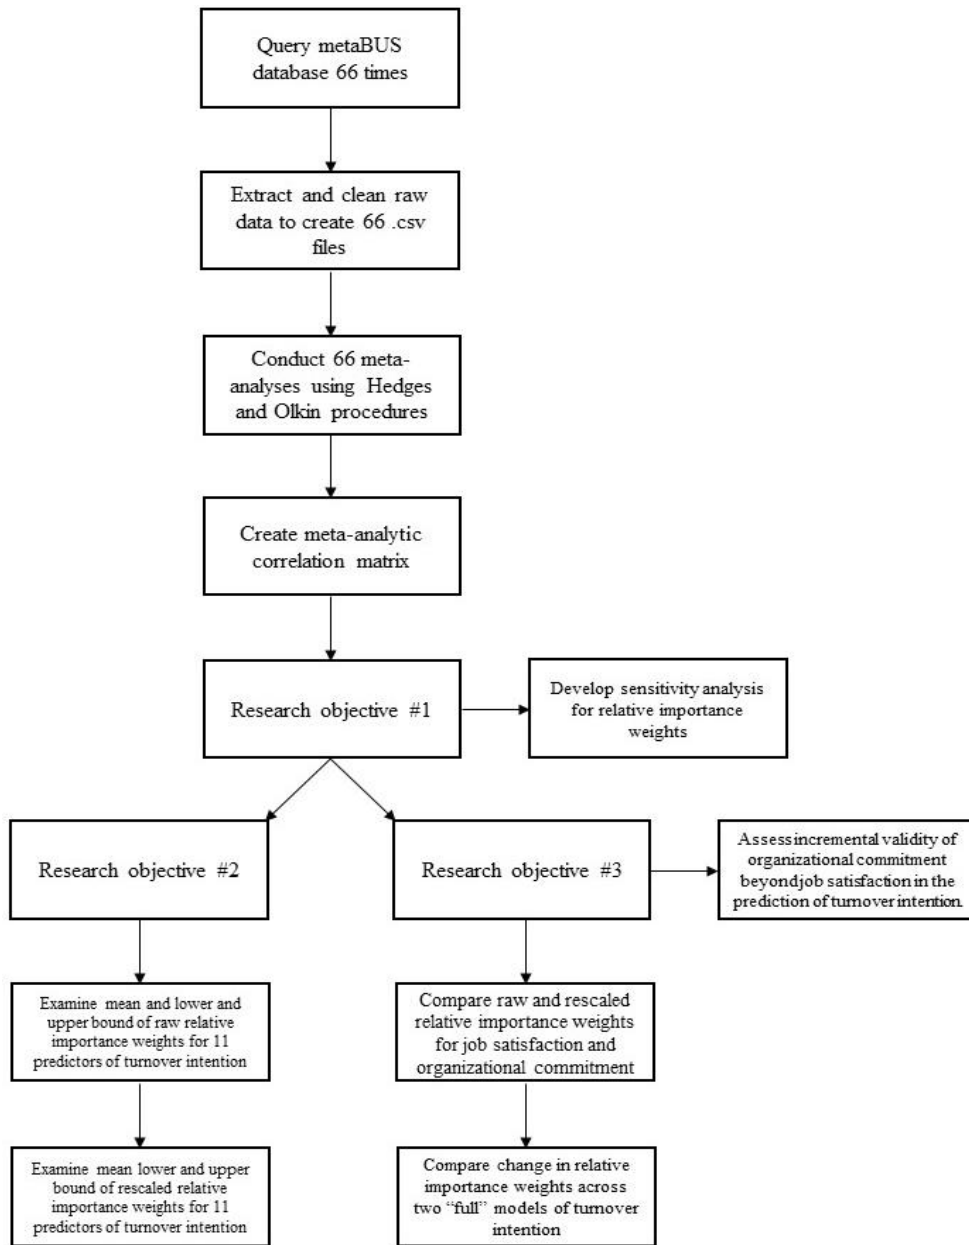 Query metaBUS
database 66 times
Extract and clean raw
data to create 66 .csv
files
Conduct 66 meta-
analyses using Hedges
and Olkin procedures
Create meta-analytic
correlation matrix
Research objective #1
Develop sensitivity analysis
for relative importance
weights
Research objective #2
Research objective #3
Assess incremental validity of
organizational commitment
beyond job satisfaction in the
prediction of turnover intention.
Examine mean and lower and
upper bound of raw relative
importance weights for 11
predictors of turnover intention
Compare raw and rescaled
relative importance weights
for job satisfaction and
organizational commitment
Examine mean lower and upper
bound of rescaled relative
importance weights for 11
predictors of turnover intention
Compare change in relative
importance weights across
two “full” models of turnover
intention